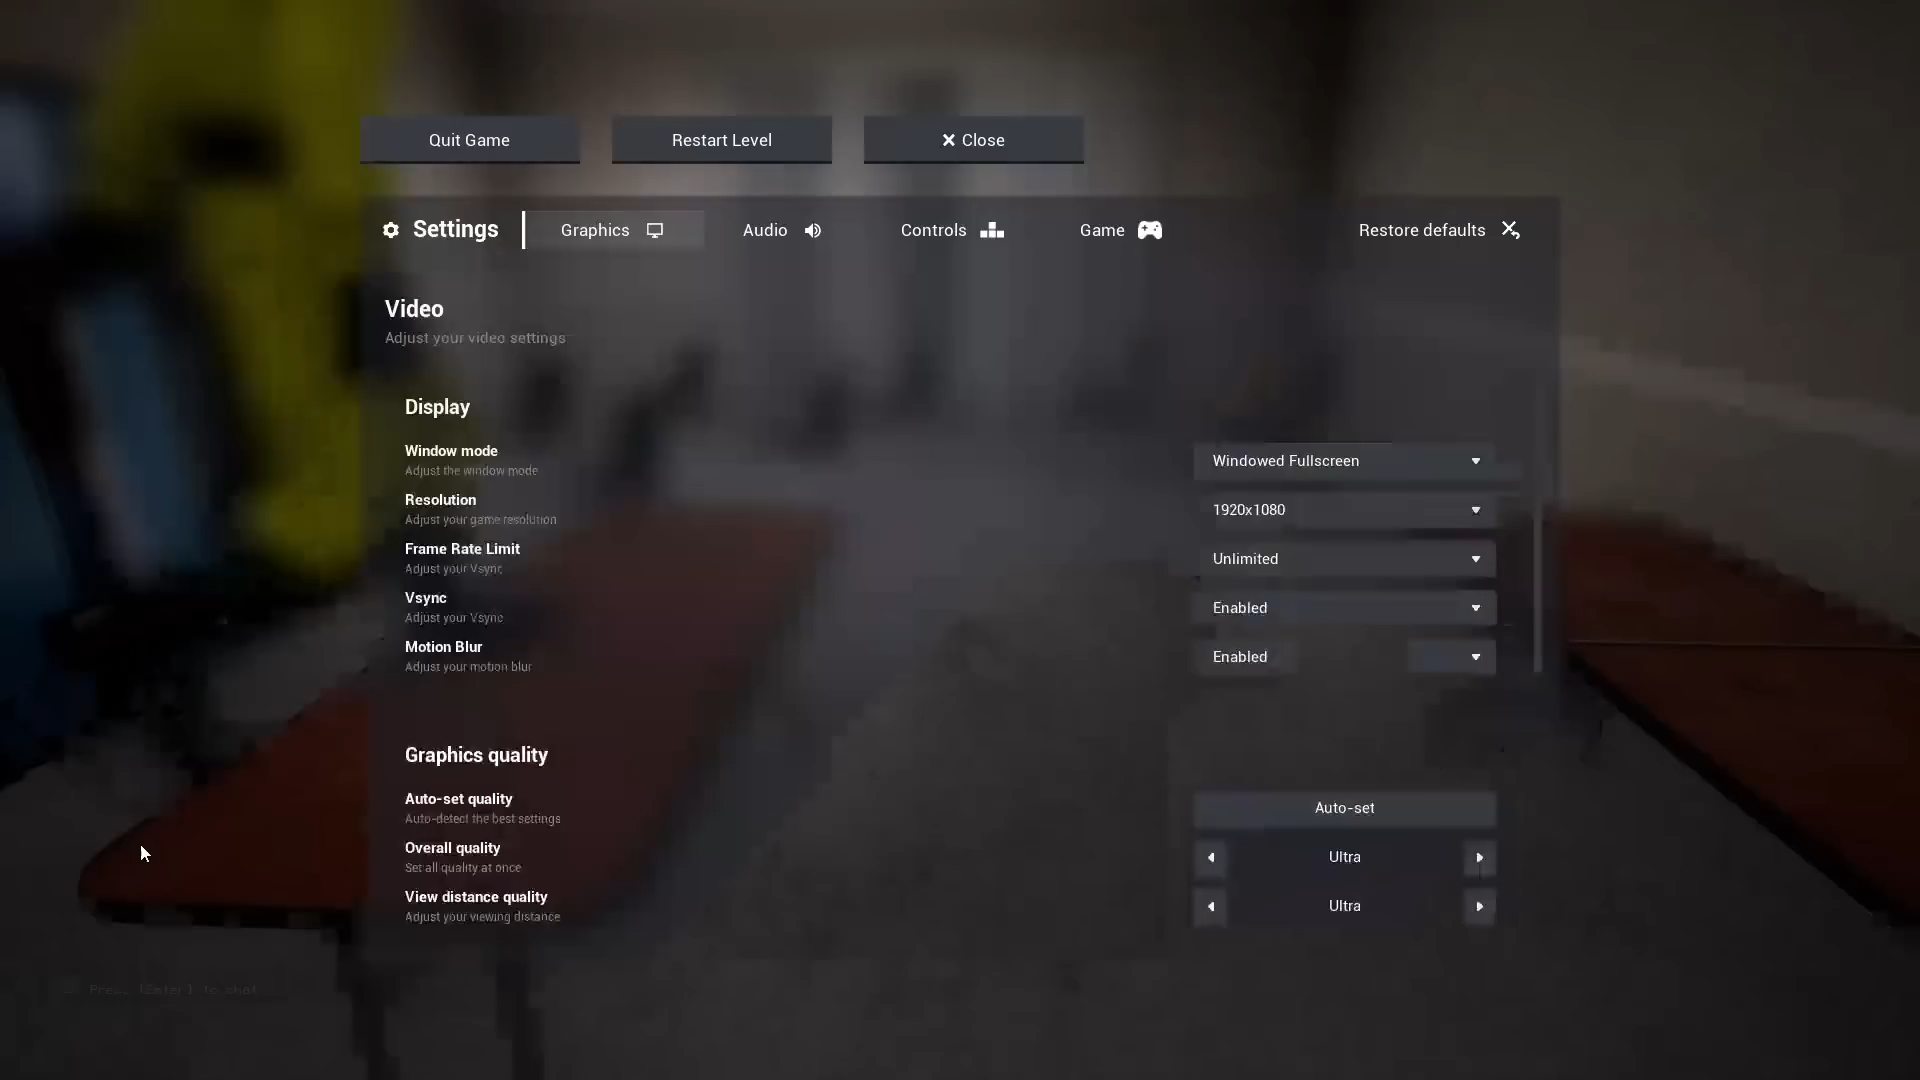 Quit Game
Restart Level
Close
Settings
Graphics
Audio
Controls
Game
Restore defaults
Video
Adjust your video settings
Display
Window mode
Adjust the window mode
Windowed Fullscreen
Resolution
Adjust your game resolution
1920x1080
Frame Rate Limit
Adjust your Vsync
Unlimited
Vsync
Adjust your Vsync
Enabled
Motion Blur
Adjust your motion blur
Enabled
Graphics quality
Auto-set quality
Auto-detect the best settings
Auto-set
Overall quality
Set all quality at once
Ultra
View distance quality
Adjust your viewing distance
Ultra
Press [Enter] to chat